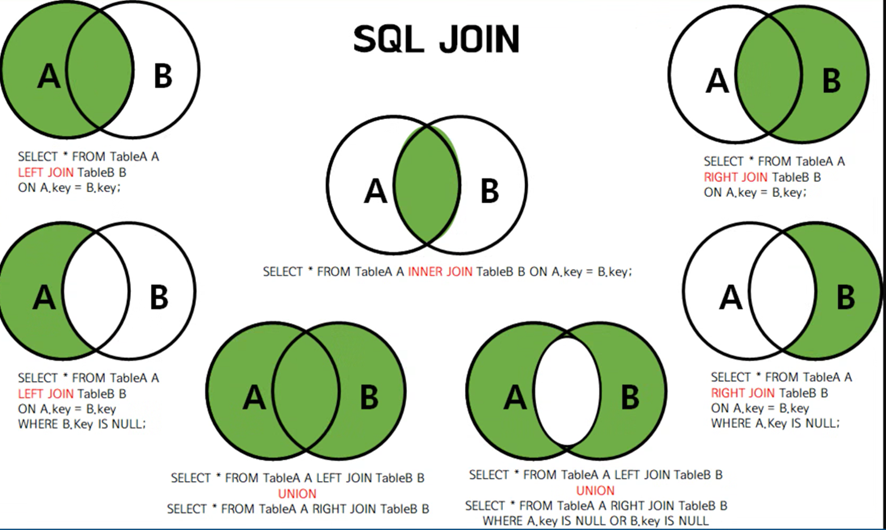 SQL JOIN
A B
SELECT * FROM TableA A
LEFT JOIN TableB B
ON A.key = B.key;
A B
SELECT * FROM TableA A INNER JOIN TableB B ON A.key = B.key;
A B
SELECT * FROM TableA A
RIGHT JOIN TableB B
ON A.key = B.key;
A B
SELECT * FROM TableA A
LEFT JOIN TableB B
ON A.key = B.key
WHERE B.Key IS NULL;
A B
SELECT * FROM TableA A LEFT JOIN TableB B
UNION
SELECT * FROM TableA A RIGHT JOIN TableB B
A B
SELECT * FROM TableA A LEFT JOIN TableB B
UNION
SELECT * FROM TableA A RIGHT JOIN TableB B
WHERE A.key IS NULL OR B.key IS NULL
A B
SELECT * FROM TableA A
RIGHT JOIN TableB B
ON A.key = B.key
WHERE A.Key IS NULL;